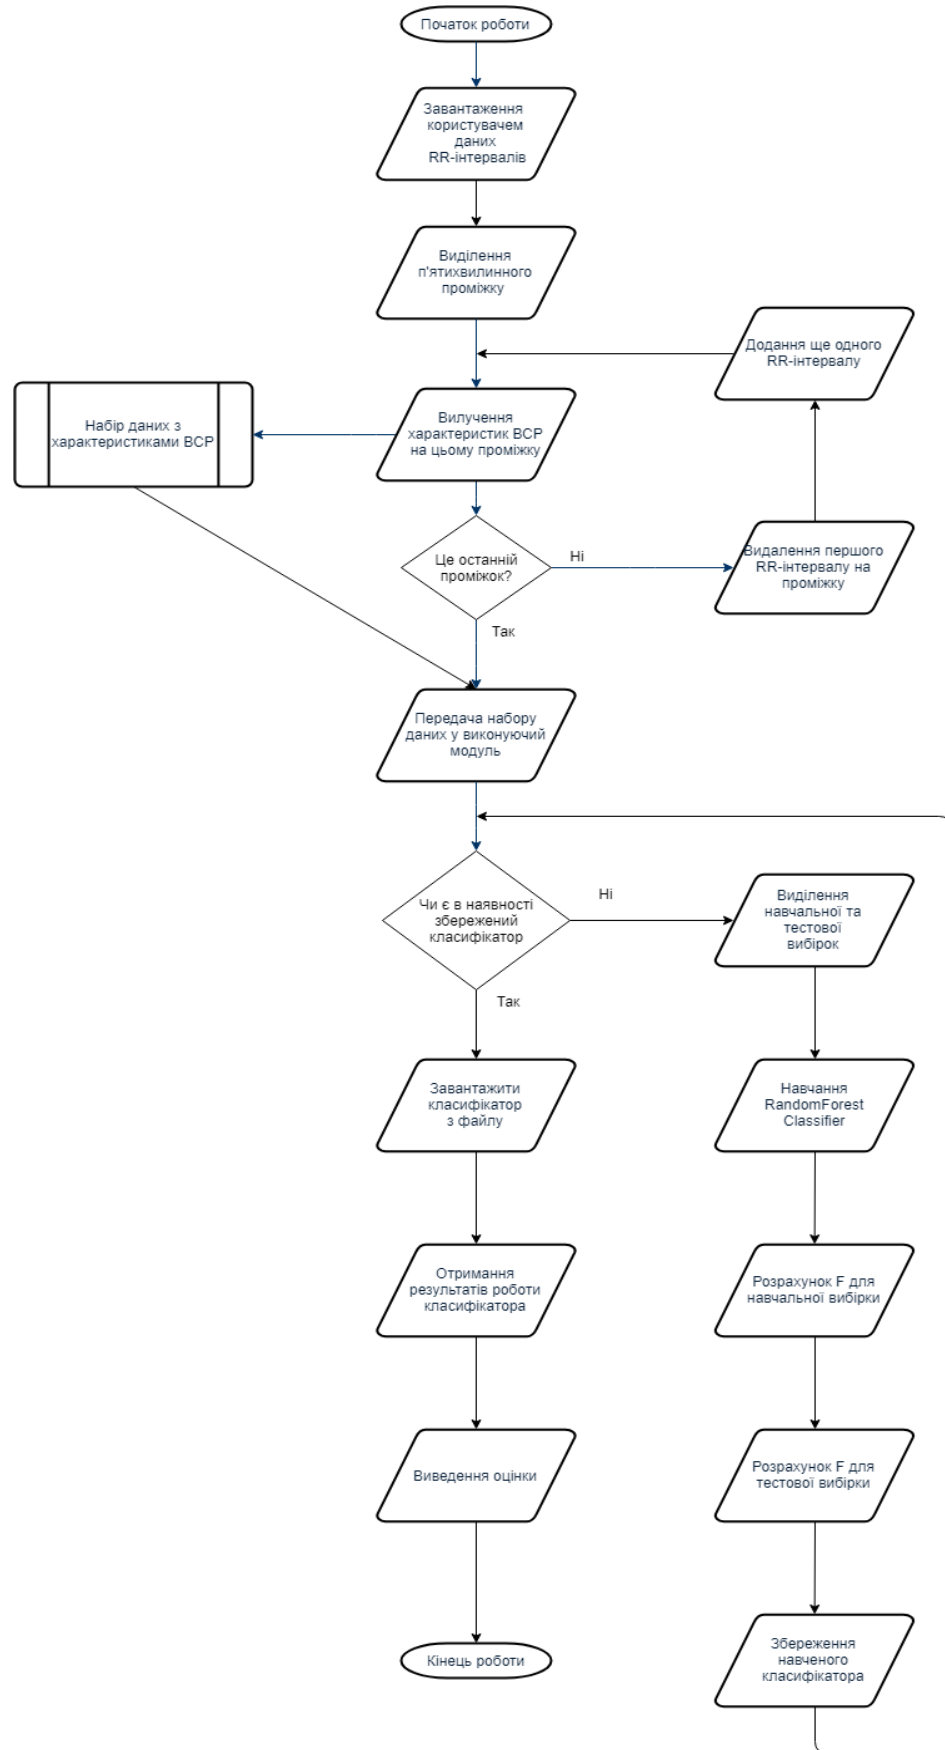 Початок роботи
Завантаження
користувачем
даних
RR-інтервалів
Виділення
п'ятихвилинного
проміжку
Додання ще одного
RR-інтервалу
Набір даних з
характеристиками ВСР
Вилучення
характеристик ВСР
на цьому проміжку
Це останній
проміжок?
Ні
Видалення першого
RR-інтервалу на
проміжку
Так
Передача набору
даних у виконуючий
модуль
Чи є в наявності
збережений
класифікатор
Ні
Виділення
навчальної та
тестової
вибірок
Так
Завантажити
класифікатор
з файлу
Навчання
RandomForest
Classifier
Отримання
результатів роботи
класифікатора
Розрахунок F для
навчальної вибірки
Виведення оцінки
Розрахунок F для
тестової вибірки
Кінець роботи
Збереження
навченого
класифікатора